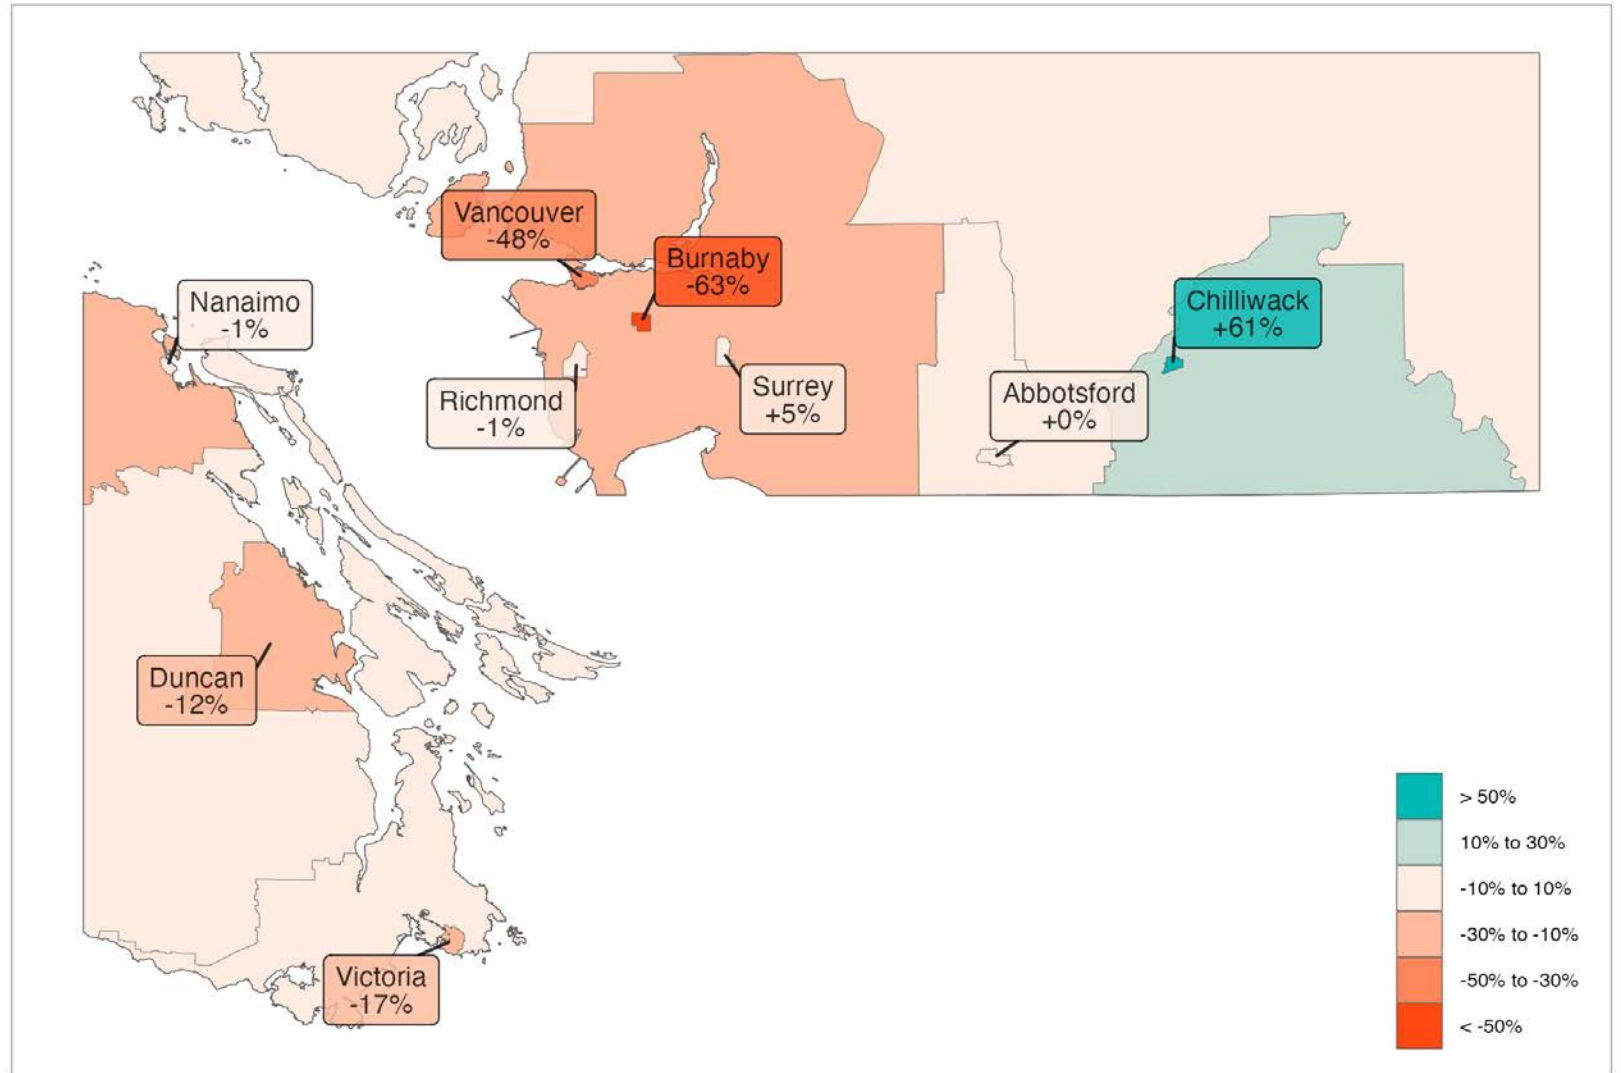 Vancouver
-48%
Burnaby
-63%
Nanaimo
-1%
Chilliwack
+61%
Richmond
-1%
Surrey
+5%
Abbotsford
+0%
Duncan
-12%
Victoria
-17%
> 50%
10% to 30%
-10% to 10%
-30% to -10%
-50% to -30%
< -50%